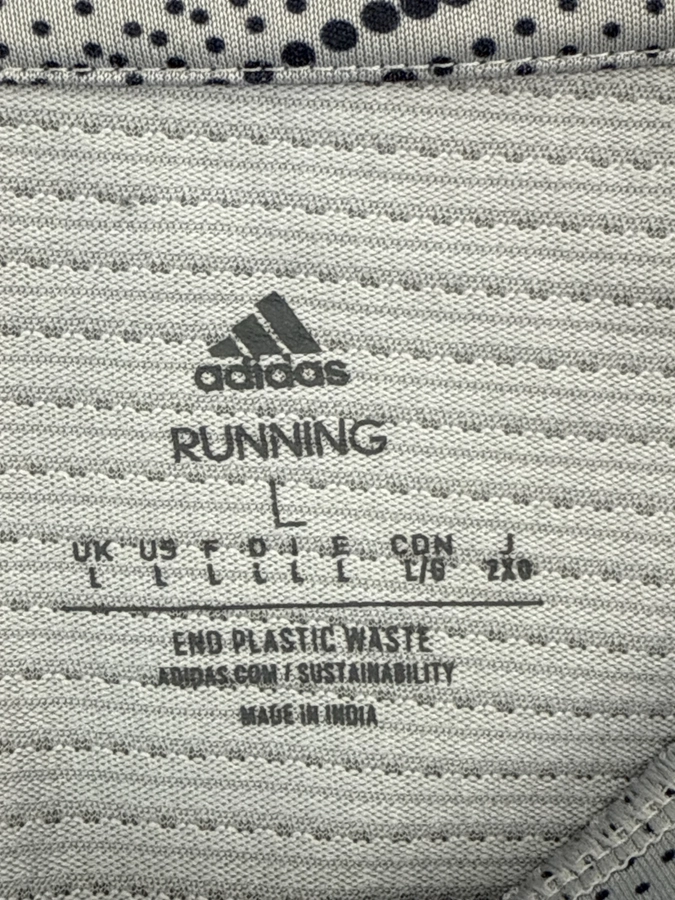 adidas
RUNNING
L
UK US F D I E CDN J
L L L L L L L/G 2XO
END PLASTIC WASTE
ADIDAS.COM / SUSTAINABILITY
MADE IN INDIA